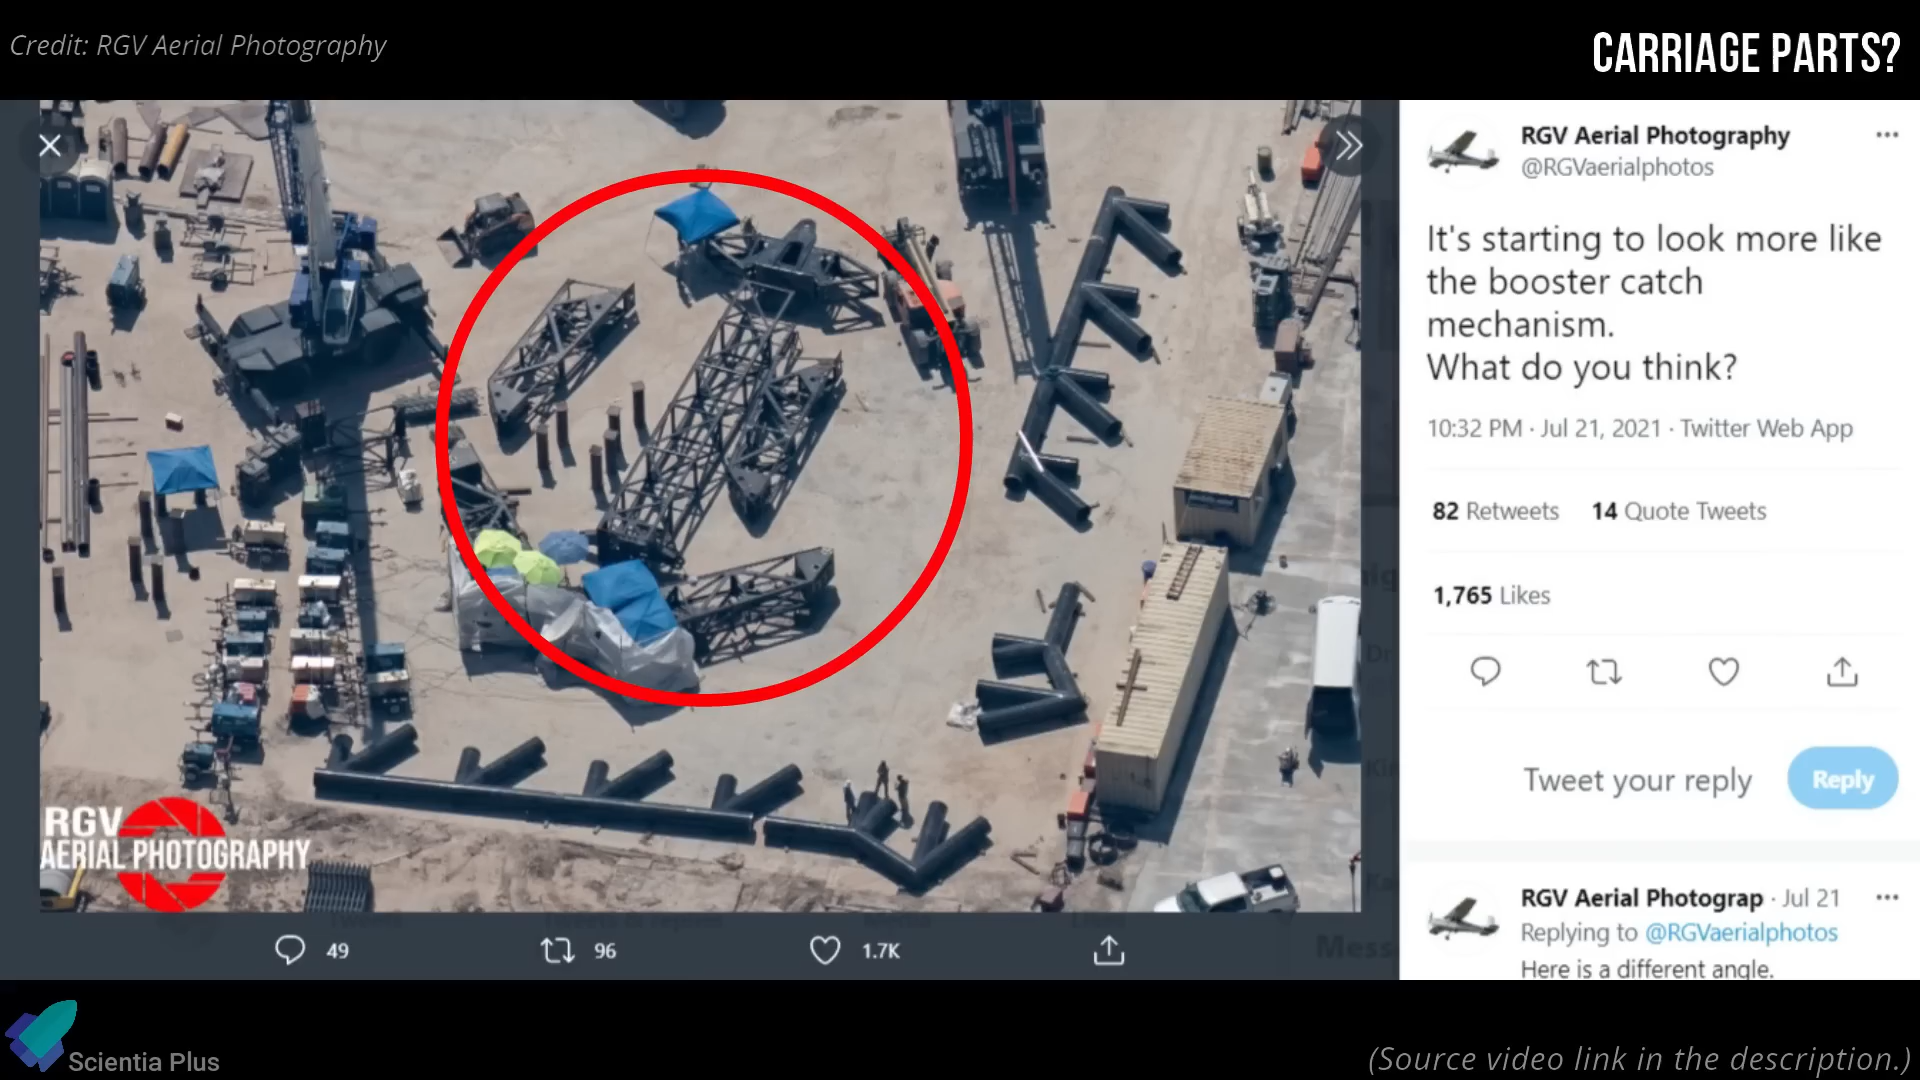 Credit: RGV Aerial Photography
CARRIAGE PARTS?
RGV Aerial Photography
@RGVaerialphotos
It's starting to look more like
the booster catch
mechanism.
What do you think?
10:32 PM · Jul 21, 2021 · Twitter Web App
82 Retweets 14 Quote Tweets
1,765 Likes
Tweet your reply
Reply
RGV Aerial Photograp · Jul 21
Replying to @RGVaerialphotos
Here is a different angle.
RGV
AERIAL PHOTOGRAPHY
49
96
1.7K
Mess
Scientia Plus
(Source video link in the description.)